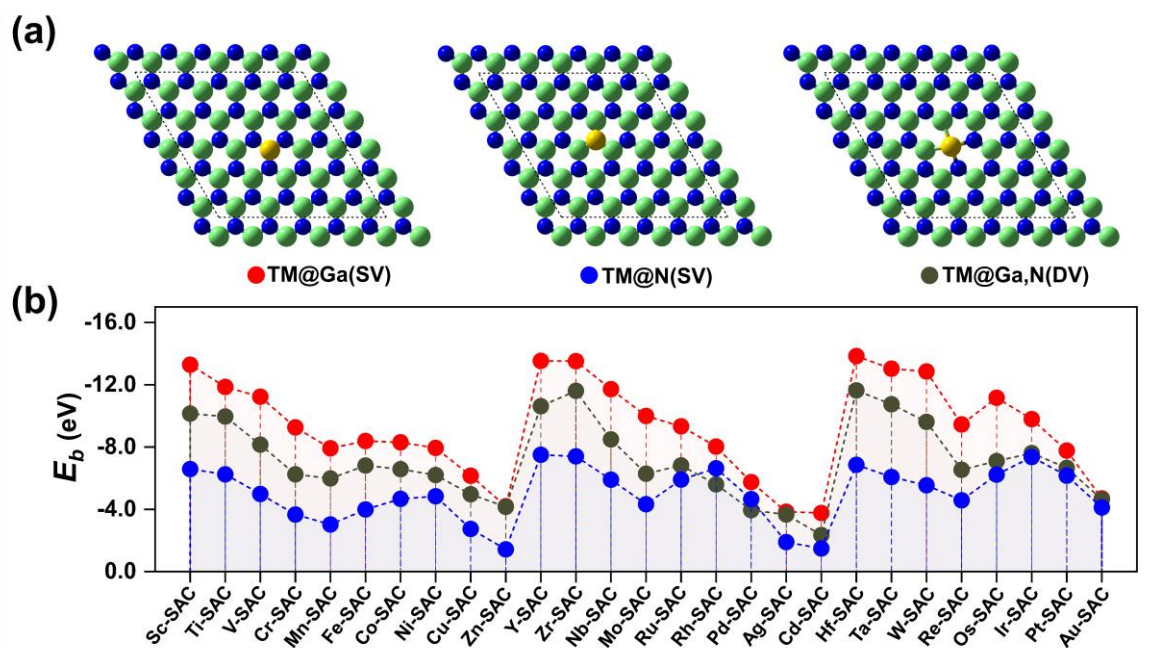 (a)
TM@Ga(SV) TM@N(SV) TM@Ga,N(DV)
(b)
-16.0
-12.0
-8.0
-4.0
0.0
E_b (eV)
Sc-SAC
Ti-SAC
V-SAC
Cr-SAC
Mn-SAC
Fe-SAC
Co-SAC
Ni-SAC
Cu-SAC
Zn-SAC
Y-SAC
Zr-SAC
Nb-SAC
Mo-SAC
Ru-SAC
Rh-SAC
Pd-SAC
Ag-SAC
Cd-SAC
Hf-SAC
Ta-SAC
W-SAC
Re-SAC
Os-SAC
Ir-SAC
Pt-SAC
Au-SAC